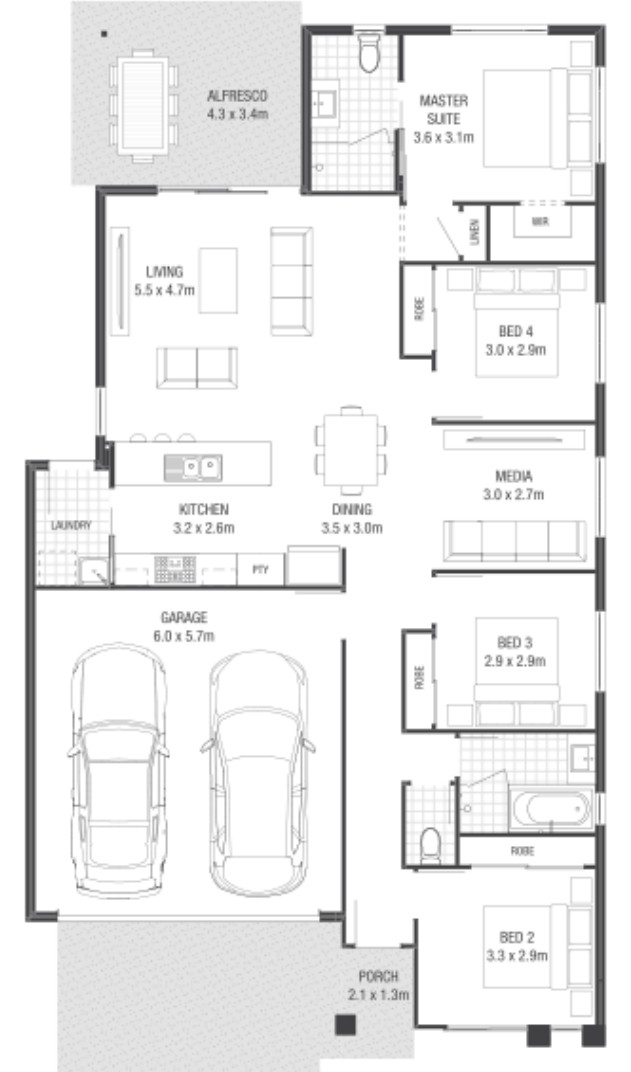 ALFRESCO
4.3 x 3.4m
MASTER
SUITE
3.6 x 3.1m
LINEN
WIR
LIVING
5.5 x 4.7m
ROBE
BED 4
3.0 x 2.9m
MEDIA
3.0 x 2.7m
KITCHEN
3.2 x 2.6m
DINING
3.5 x 3.0m
LAUNDRY
PTY
GARAGE
6.0 x 5.7m
BED 3
2.9 x 2.9m
ROBE
ROBE
BED 2
3.3 x 2.9m
PORCH
2.1 x 1.3m